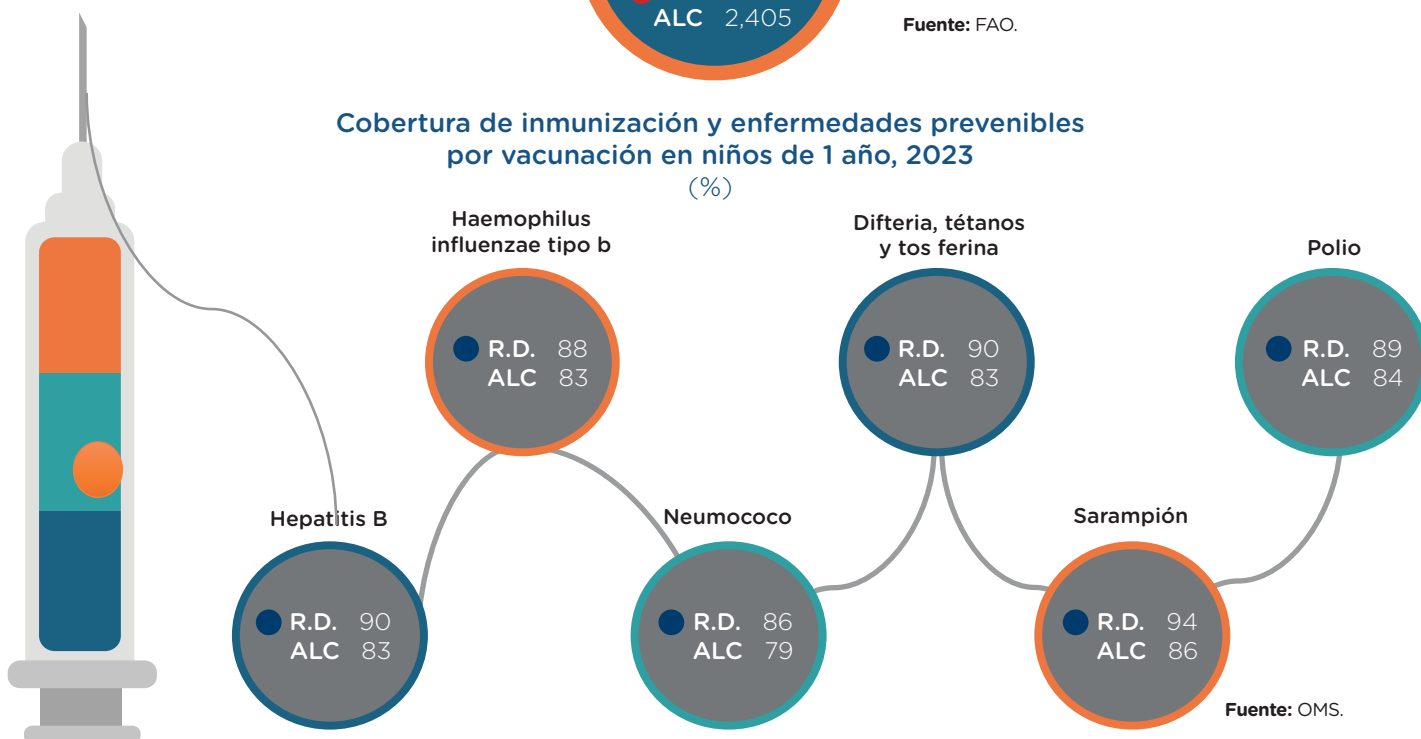 ALC 2,405
Fuente: FAO.
Cobertura de inmunización y enfermedades prevenibles
por vacunación en niños de 1 año, 2023
(%)
Haemophilus
influenzae tipo b
R.D. 88
ALC 83
Difteria, tétanos
y tos ferina
R.D. 90
ALC 83
Polio
R.D. 89
ALC 84
Hepatitis B
R.D. 90
ALC 83
Neumococo
R.D. 86
ALC 79
Sarampión
R.D. 94
ALC 86
Fuente: OMS.